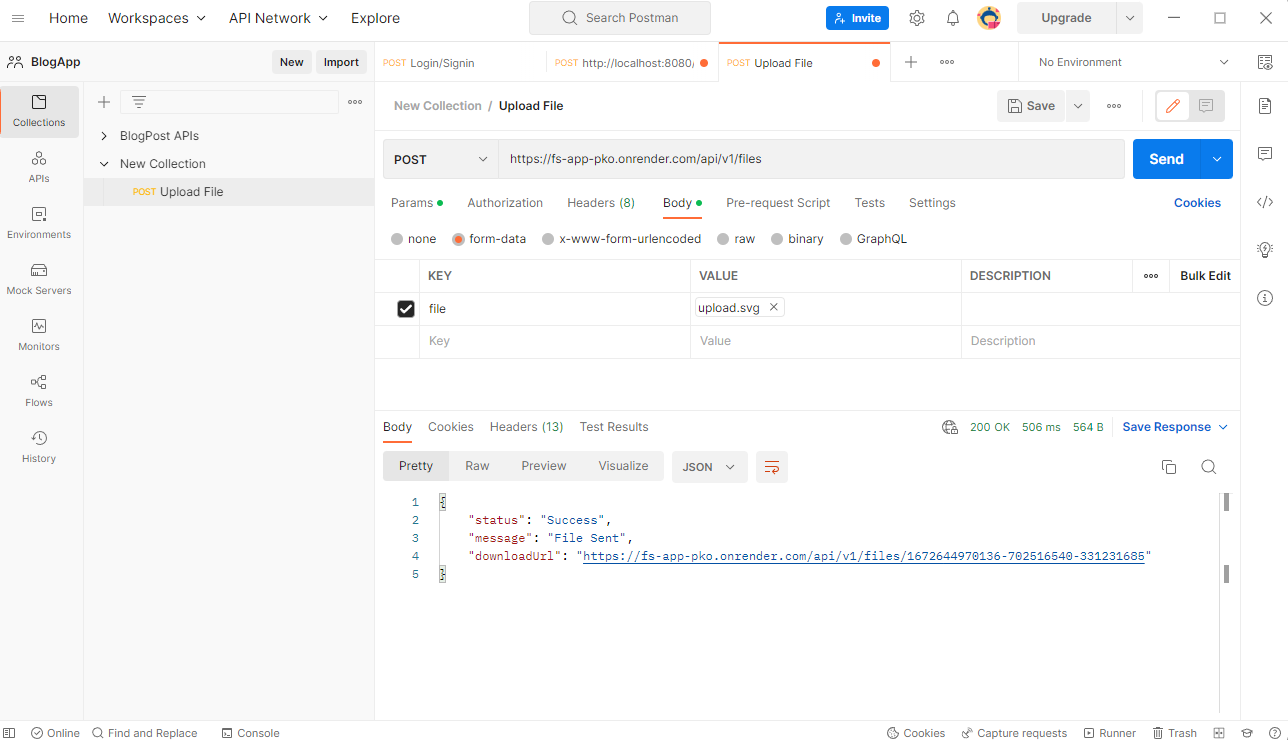 Home Workspaces API Network Explore Search Postman Invite Upgrade
BlogApp New Import POST Login/Signin POST http://localhost:8080/ POST Upload File No Environment
New Collection / Upload File Save
Collections
BlogPost APIs
New Collection
POST Upload File
APIs
Environments
Mock Servers
Monitors
Flows
History
POST https://fs-app-pko.onrender.com/api/v1/files Send
Params Authorization Headers (8) Body Pre-request Script Tests Settings Cookies
none form-data x-www-form-urlencoded raw binary GraphQL
KEY VALUE DESCRIPTION Bulk Edit
file upload.svg
Key Value Description
Body Cookies Headers (13) Test Results 200 OK 506 ms 564 B Save Response
Pretty Raw Preview Visualize JSON
1 {
2 "status": "Success",
3 "message": "File Sent",
4 "downloadUrl": "https://fs-app-pko.onrender.com/api/v1/files/1672644970136-702516540-331231685"
5 }
Online Find and Replace Console Cookies Capture requests Runner Trash